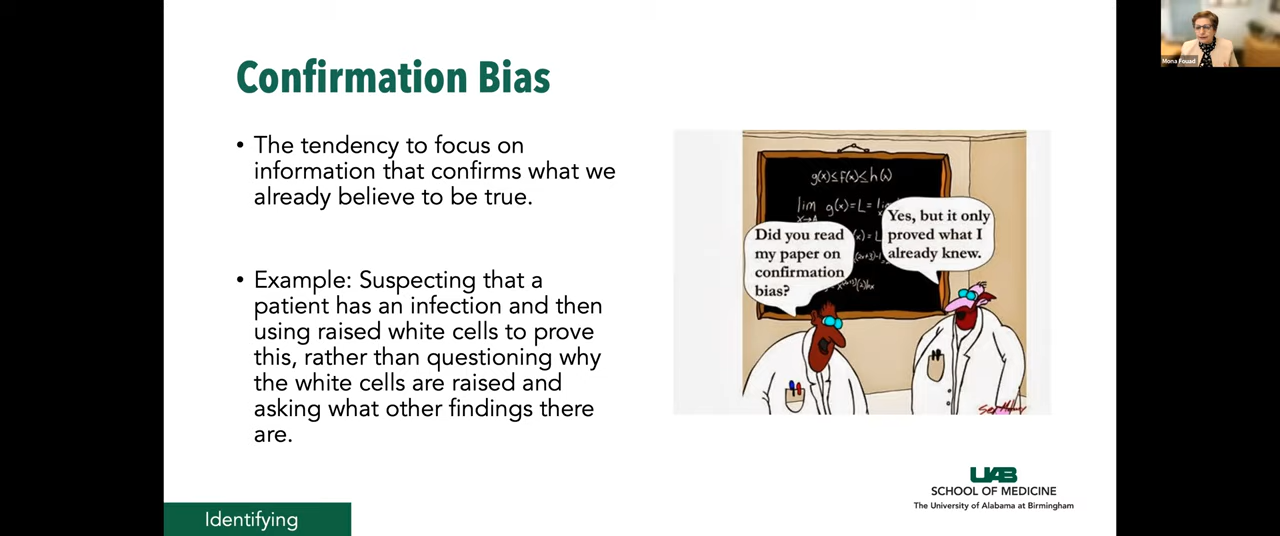 Confirmation Bias
• The tendency to focus on
information that confirms what we
already believe to be true.
• Example: Suspecting that a
patient has an infection and then
using raised white cells to prove
this, rather than questioning why
the white cells are raised and
asking what other findings there
are.
g(x)≤f(x)≤h(x)
lim g(x)=L=
Did you read
my paper on
confirmation
bias?
Yes, but it only
proved what I
already knew.
UAB
SCHOOL OF MEDICINE
The University of Alabama at Birmingham
Identifying
Mona Fouad